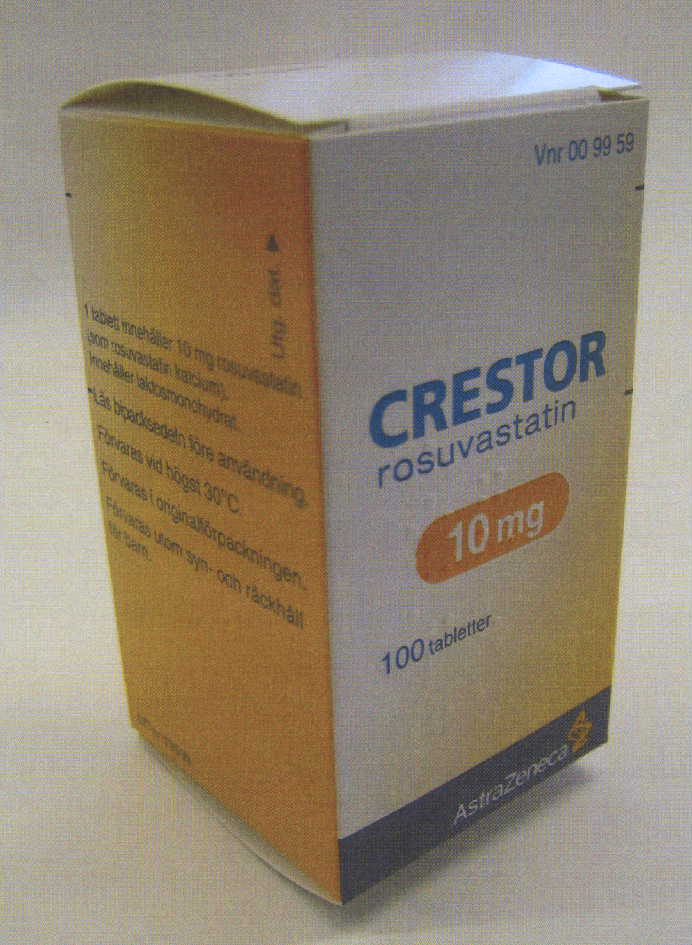 Vnr 00 99 59
CRESTOR
rosuvastatin
10 mg
100 tabletter
AstraZeneca
Utg. dat.
1 tablett innehåller 10 mg rosuvastatin
(som rosuvastatin kalcium).
Innehåller laktosmonohydrat.
Läs bipacksedeln före användning.
Förvaras vid högst 30°C.
Förvaras i originalförpackningen.
Förvaras utom syn- och räckhåll
för barn.